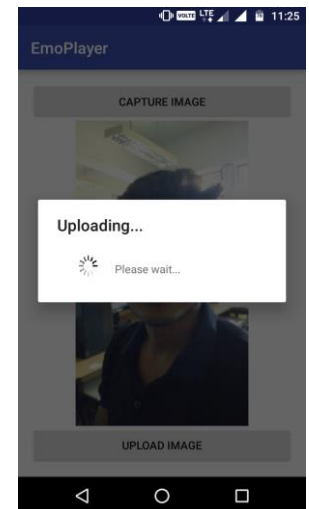 VOLTE LTE 11:25
EmoPlayer
CAPTURE IMAGE
Uploading...
Please wait...
UPLOAD IMAGE